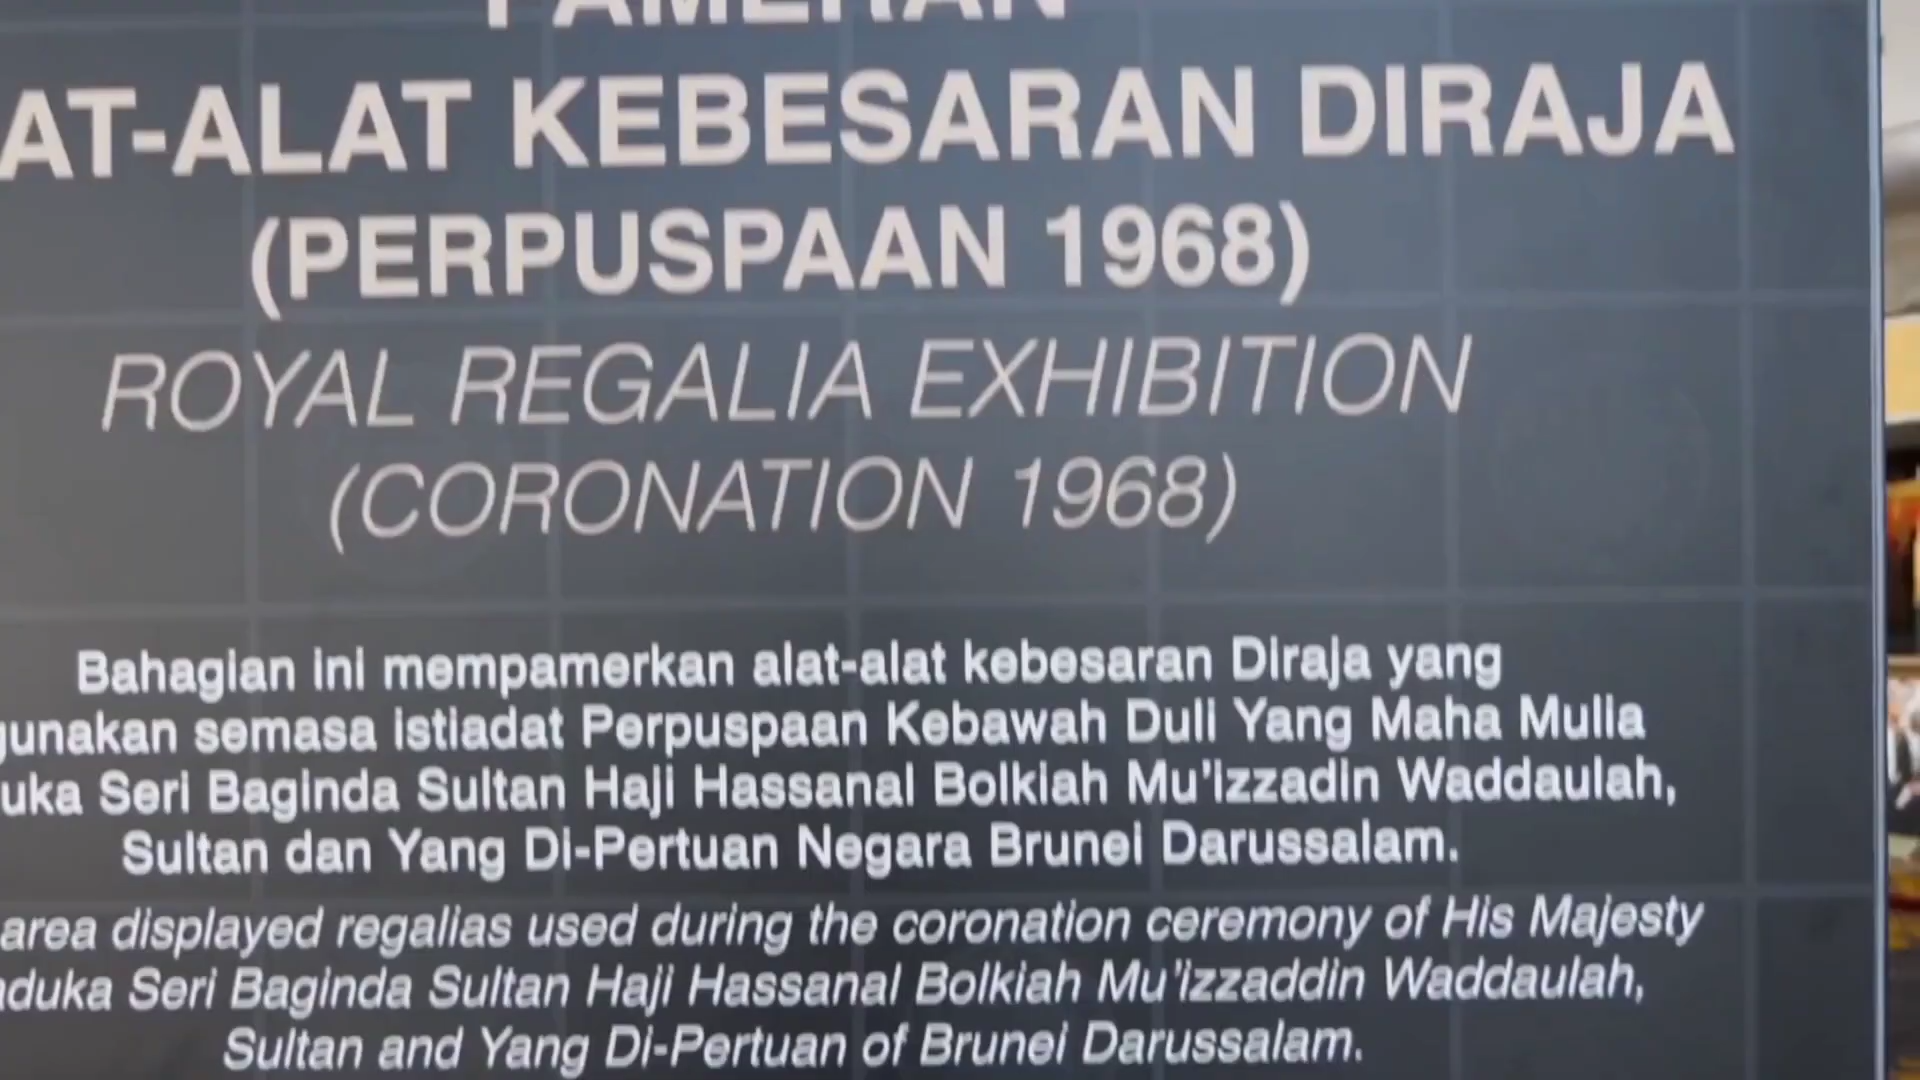 PAMERAN
AT-ALAT KEBESARAN DIRAJA
(PERPUSPAAN 1968)
ROYAL REGALIA EXHIBITION
(CORONATION 1968)
Bahagian ini mempamerkan alat-alat kebesaran Diraja yang
gunakan semasa istiadat Perpuspaan Kebawah Duli Yang Maha Mulia
uka Seri Baginda Sultan Haji Hassanal Bolkiah Mu'izzadin Waddaulah,
Sultan dan Yang Di-Pertuan Negara Brunei Darussalam.
area displayed regalias used during the coronation ceremony of His Majesty
aduka Seri Baginda Sultan Haji Hassanal Bolkiah Mu'izzaddin Waddaulah,
Sultan and Yang Di-Pertuan of Brunei Darussalam.